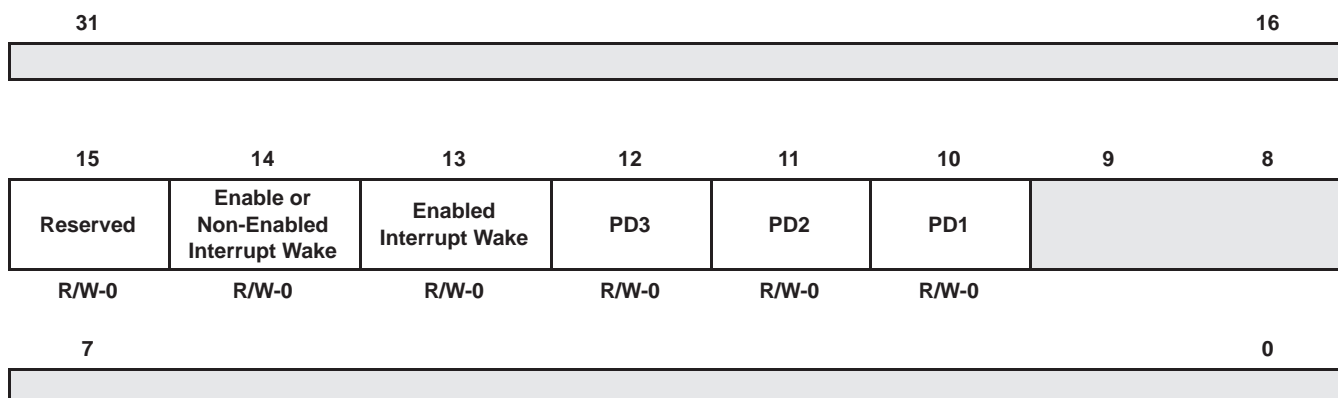 31 16
15 14 13 12 11 10 9 8
Reserved
Enable or
Non-Enabled
Interrupt Wake
Enabled
Interrupt Wake
PD3 PD2 PD1
R/W-0 R/W-0 R/W-0 R/W-0 R/W-0 R/W-0
7 0